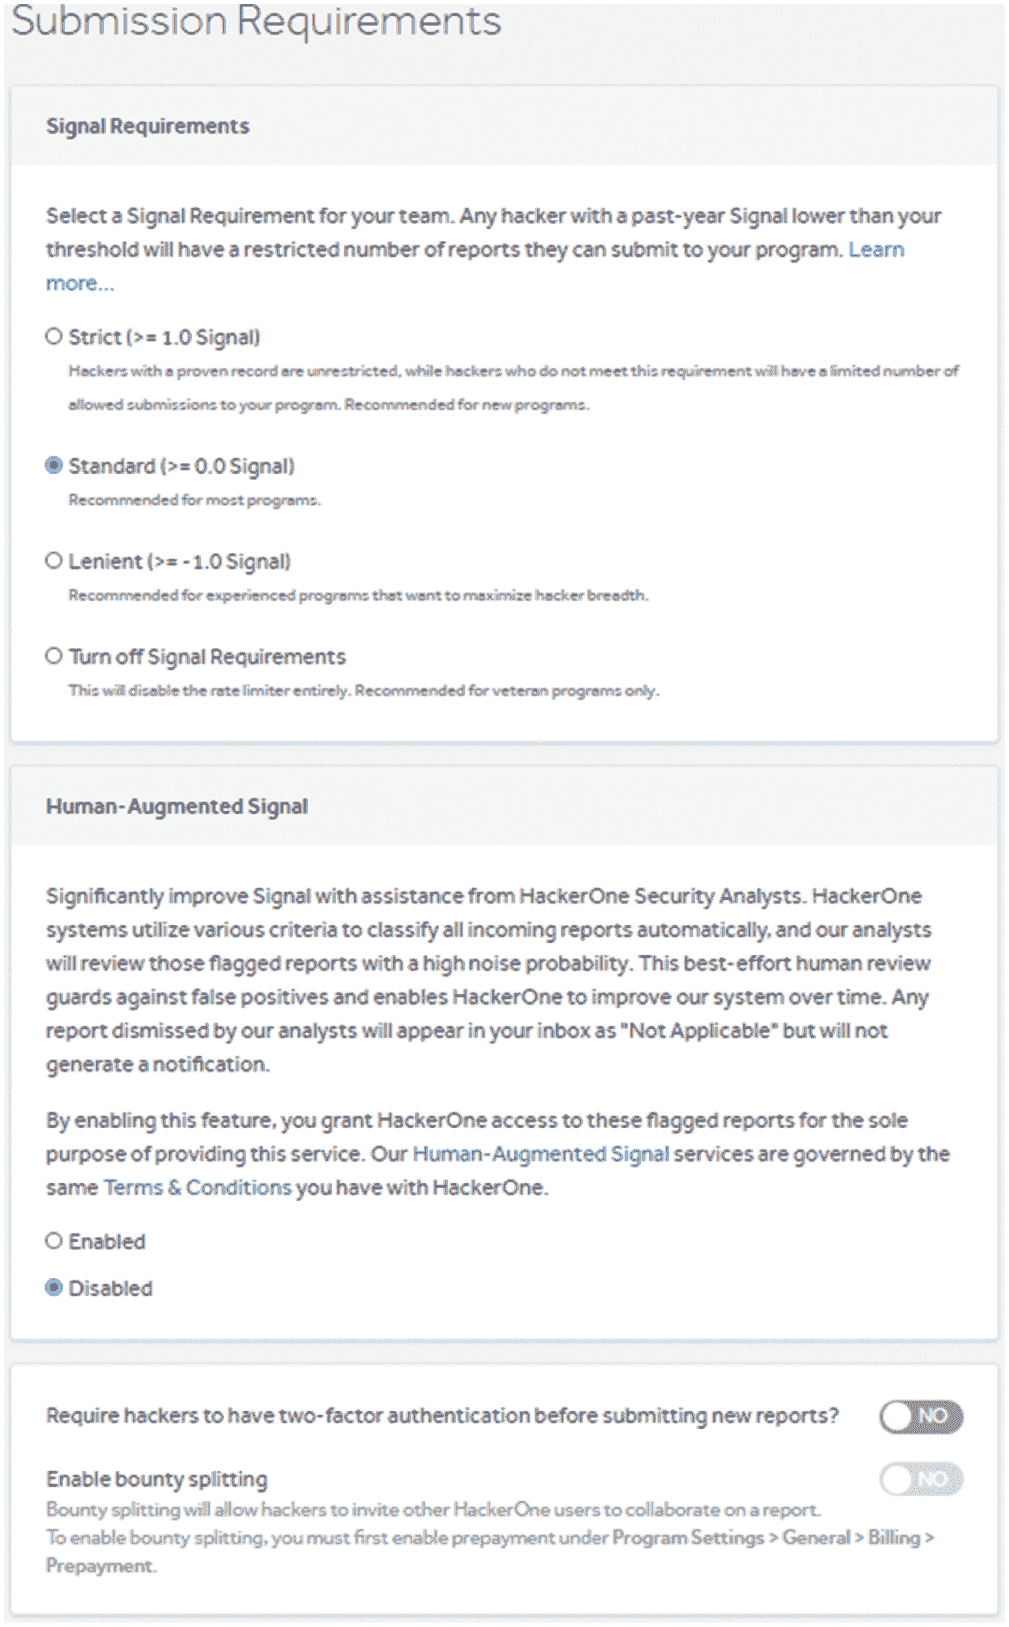 Submission Requirements
Signal Requirements
Select a Signal Requirement for your team. Any hacker with a past-year Signal lower than your
threshold will have a restricted number of reports they can submit to your program. Learn
more...
Strict (>= 1.0 Signal)
Hackers with a proven record are unrestricted, while hackers who do not meet this requirement will have a limited number of
allowed submissions to your program. Recommended for new programs.
Standard (>= 0.0 Signal)
Recommended for most programs.
Lenient (>= -1.0 Signal)
Recommended for experienced programs that want to maximize hacker breadth.
Turn off Signal Requirements
This will disable the rate limiter entirely. Recommended for veteran programs only.
Human-Augmented Signal
Significantly improve Signal with assistance from HackerOne Security Analysts. HackerOne
systems utilize various criteria to classify all incoming reports automatically, and our analysts
will review those flagged reports with a high noise probability. This best-effort human review
guards against false positives and enables HackerOne to improve our system over time. Any
report dismissed by our analysts will appear in your inbox as "Not Applicable" but will not
generate a notification.
By enabling this feature, you grant HackerOne access to these flagged reports for the sole
purpose of providing this service. Our Human-Augmented Signal services are governed by the
same Terms & Conditions you have with HackerOne.
Enabled
Disabled
Require hackers to have two-factor authentication before submitting new reports? NO
Enable bounty splitting NO
Bounty splitting will allow hackers to invite other HackerOne users to collaborate on a report.
To enable bounty splitting, you must first enable prepayment under Program Settings > General > Billing >
Prepayment.